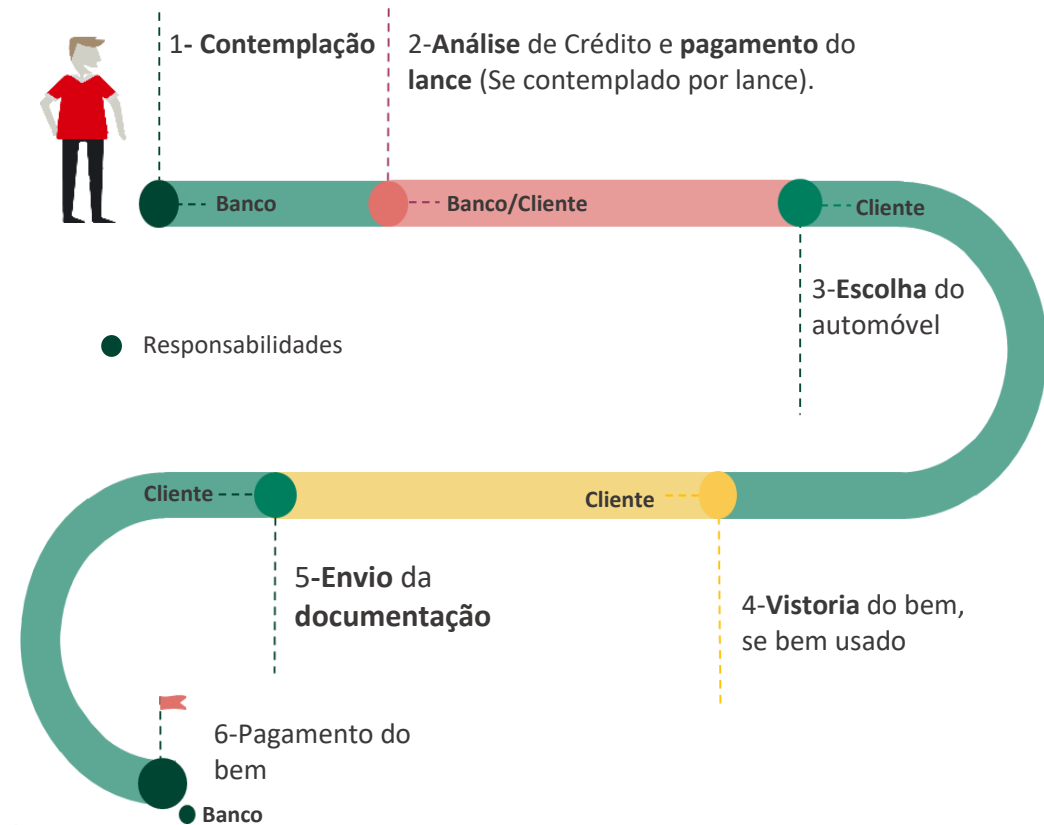 1- Contemplação
2-Análise de Crédito e pagamento do
lance (Se contemplado por lance).
Banco
Banco/Cliente
Cliente
3-Escolha do
automóvel
Responsabilidades
Cliente
Cliente
5-Envio da
documentação
4-Vistoria do bem,
se bem usado
6-Pagamento do
bem
Banco